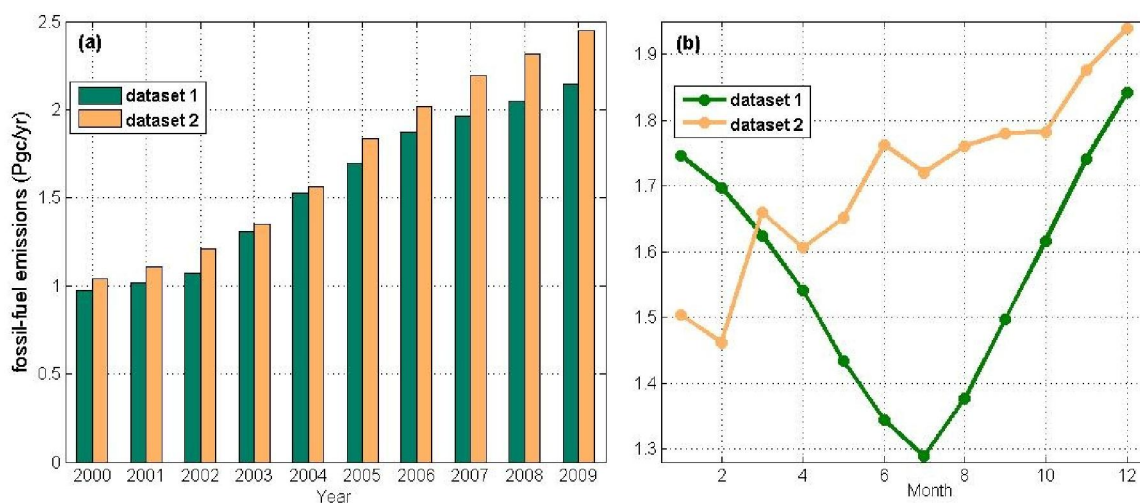 (a)
dataset 1
dataset 2
fossil-fuel emissions (Pgc/yr)
2.5
2
1.5
1
0.5
0
2000 2001 2002 2003 2004 2005 2006 2007 2008 2009
Year
(b)
dataset 1
dataset 2
1.9
1.8
1.7
1.6
1.5
1.4
1.3
2 4 6 8 10 12
Month